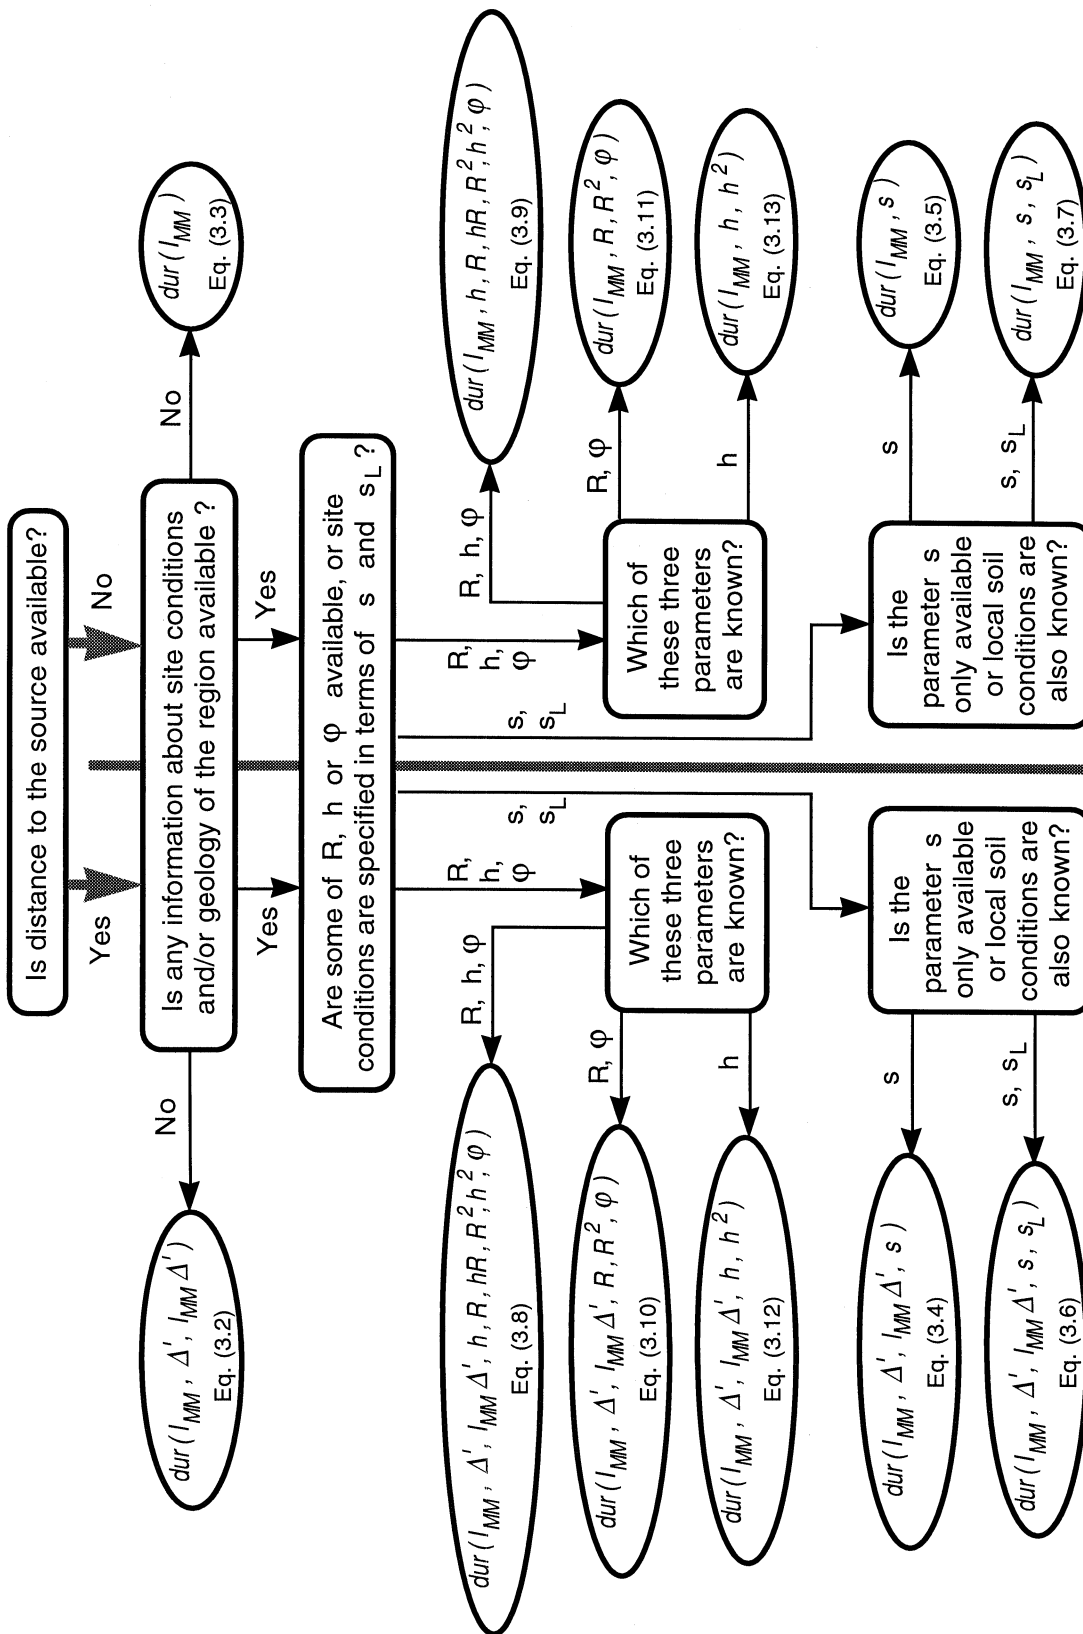 Is distance to the source available?
Yes
No
Is any information about site conditions
and/or geology of the region available ?
No
No
dur ( I_MM , Δ' , I_MM Δ' )
Eq. (3.2)
dur ( I_MM )
Eq. (3.3)
Yes
Yes
Are some of R, h or φ available, or site
conditions are specified in terms of s and s_L ?
R, h, φ
R,
h,
φ
s,
s_L
s,
s_L
R,
h,
φ
R, h, φ
dur ( I_MM , Δ' , I_MM Δ' , h , R , hR , R² , h² , φ )
Eq. (3.8)
dur ( I_MM , h , R , hR , R² , h² , φ )
Eq. (3.9)
Which of
these three
parameters
are known?
Which of
these three
parameters
are known?
R, φ
R, φ
dur ( I_MM , Δ' , I_MM Δ' , R , R² , φ )
Eq. (3.10)
dur ( I_MM , R , R² , φ )
Eq. (3.11)
h
h
dur ( I_MM , Δ' , I_MM Δ' , h , h² )
Eq. (3.12)
dur ( I_MM , h , h² )
Eq. (3.13)
Is the
parameter s
only available
or local soil
conditions are
also known?
Is the
parameter s
only available
or local soil
conditions are
also known?
s
s
dur ( I_MM , Δ' , I_MM Δ' , s )
Eq. (3.4)
dur ( I_MM , s )
Eq. (3.5)
s, s_L
s, s_L
dur ( I_MM , Δ' , I_MM Δ' , s , s_L )
Eq. (3.6)
dur ( I_MM , s , s_L )
Eq. (3.7)